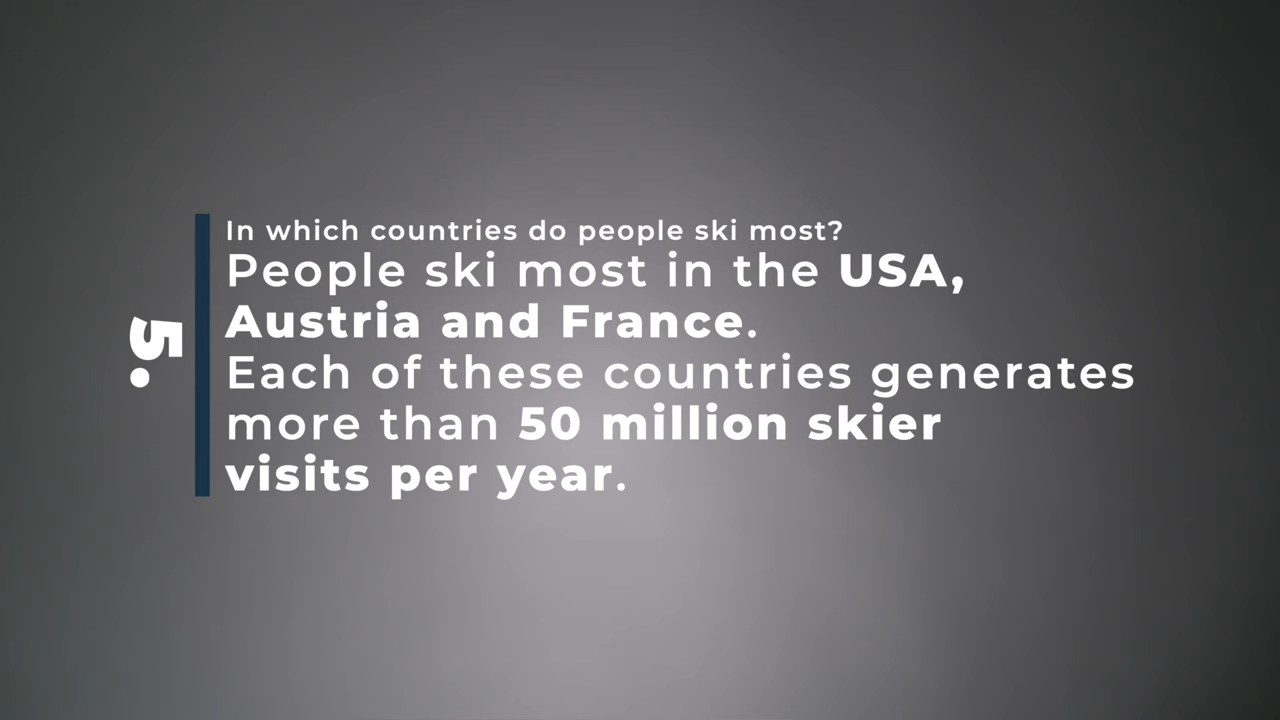 5.
In which countries do people ski most?
People ski most in the USA,
Austria and France.
Each of these countries generates
more than 50 million skier
visits per year.